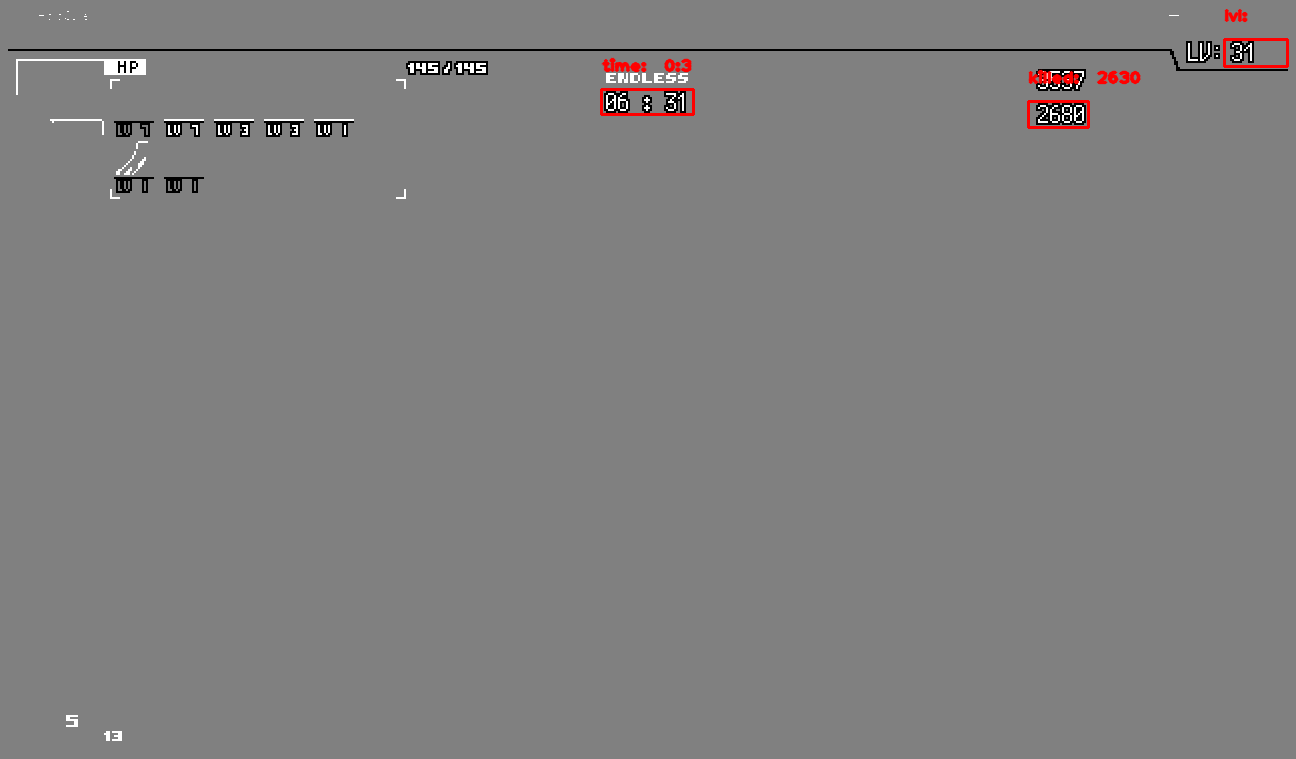 lvl:
LV: 31
HP 145/145
time: 0:3
ENDLESS
killed: 2630
06 : 31
2680
LV 7 LV 7 LV 3 LV 3 LV 1
LV 1 LV 1
5
13